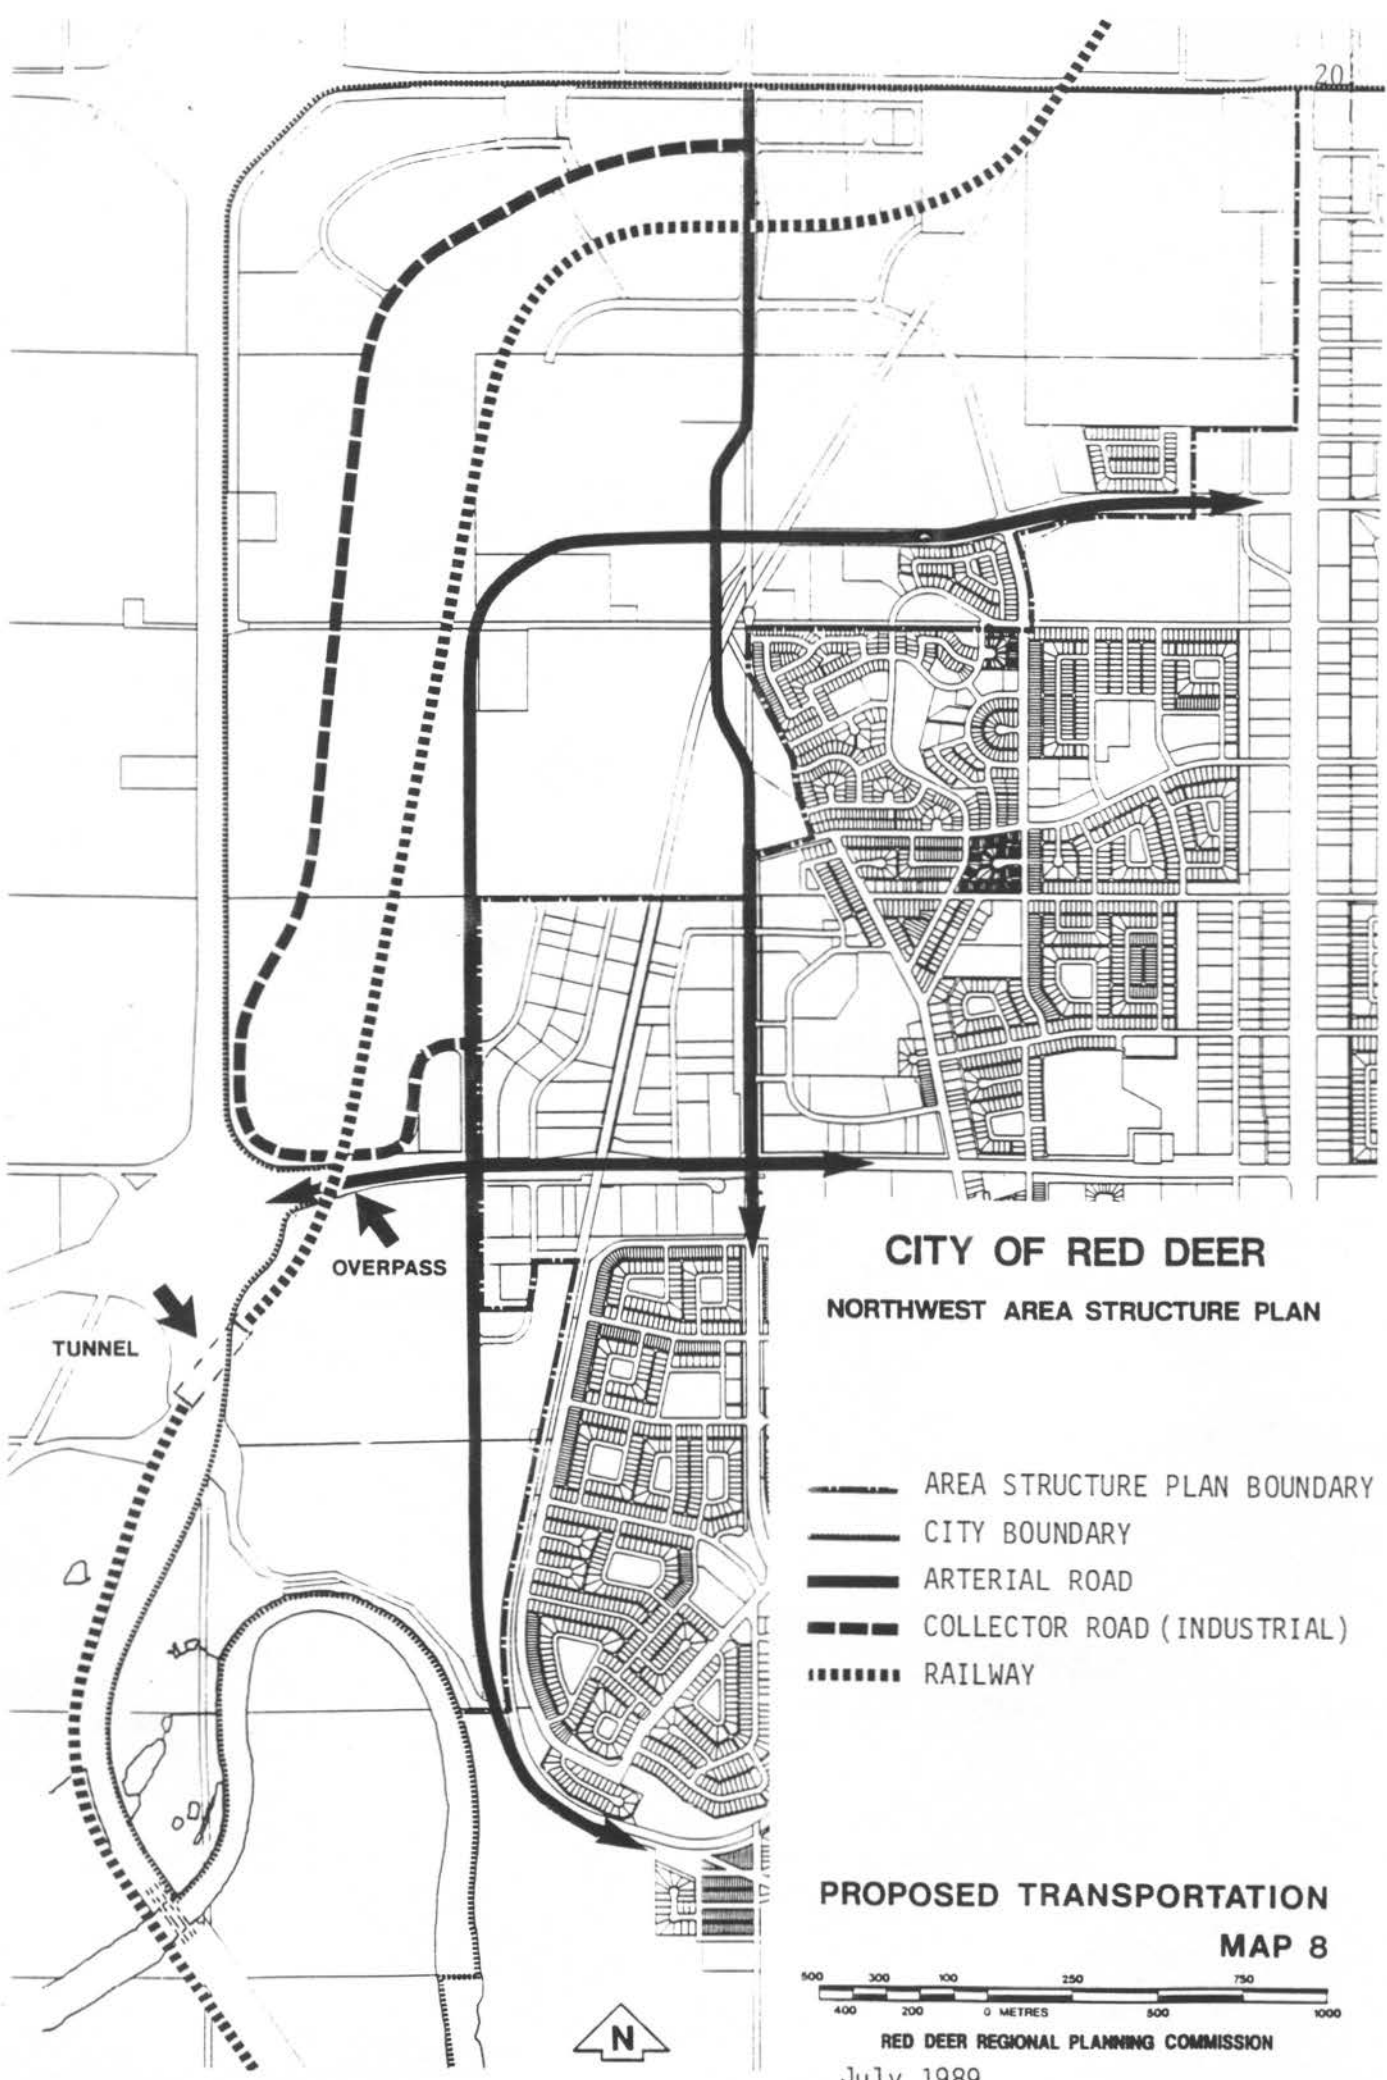 20
OVERPASS
TUNNEL
CITY OF RED DEER
NORTHWEST AREA STRUCTURE PLAN
AREA STRUCTURE PLAN BOUNDARY
CITY BOUNDARY
ARTERIAL ROAD
COLLECTOR ROAD (INDUSTRIAL)
RAILWAY
PROPOSED TRANSPORTATION
MAP 8
500 300 100 250 750
400 200 0 METRES 500 1000
RED DEER REGIONAL PLANNING COMMISSION
July 1989
N